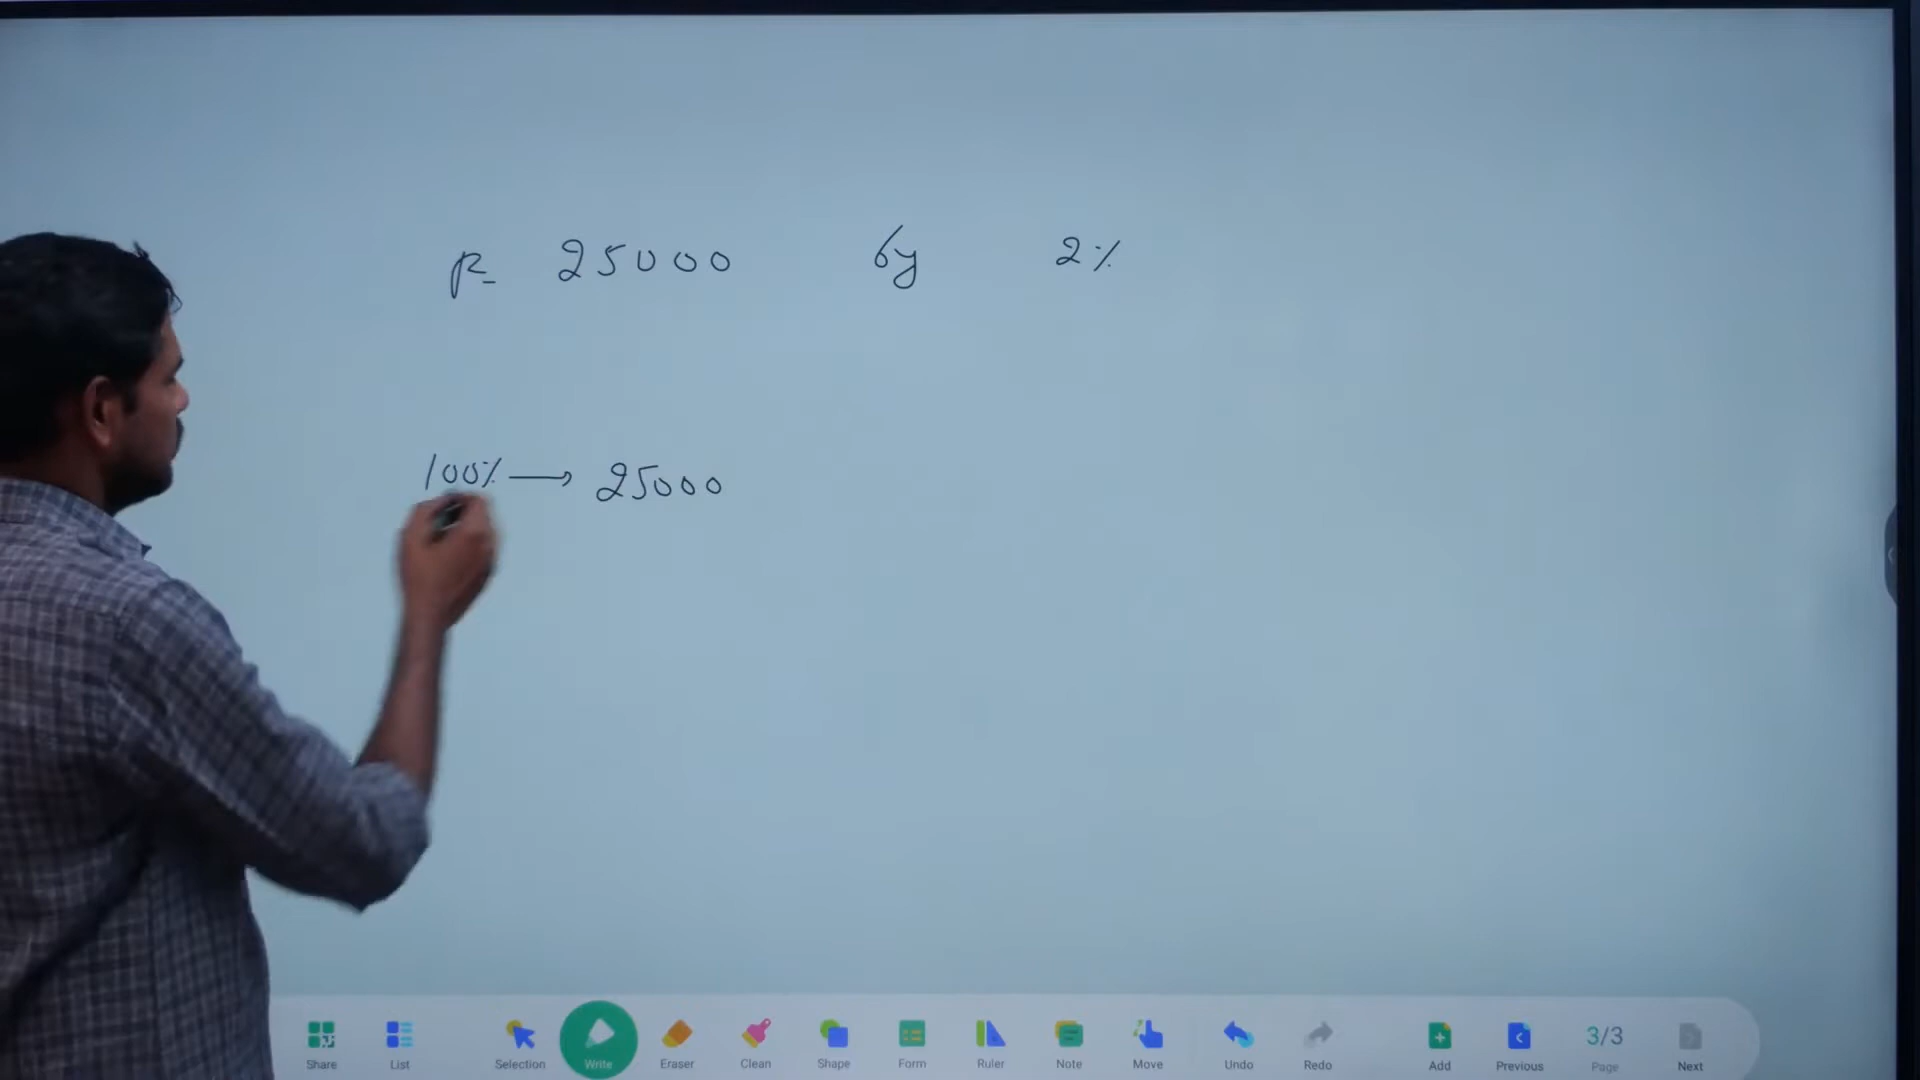 R 25000 by 2%
100% → 25000
Share List Selection Write Eraser Clean Shape Form Ruler Note Move Undo Redo Add Previous 3/3 Page Next